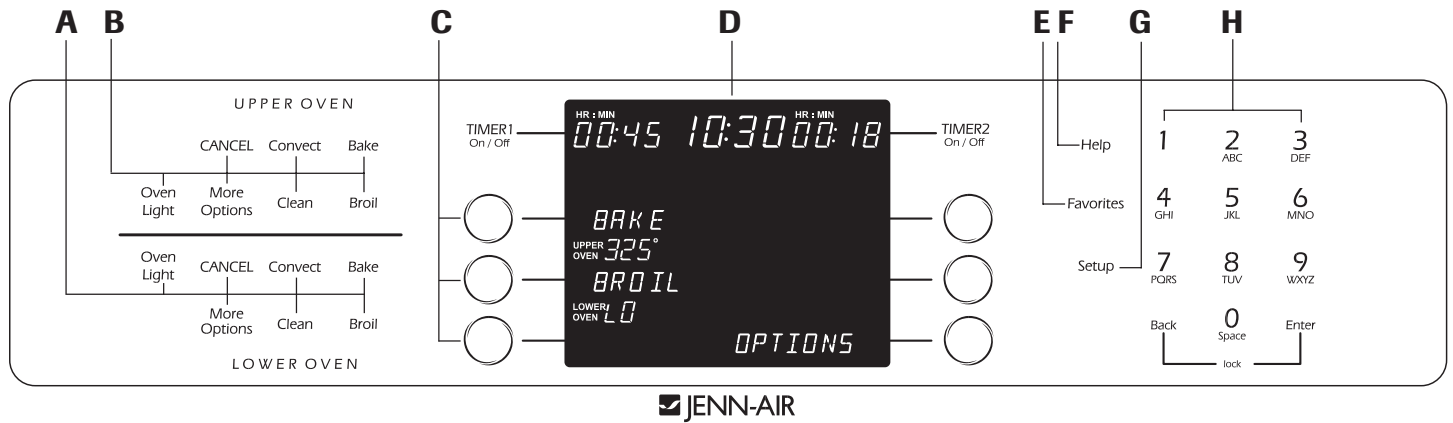 A B C D E F G H
UPPER OVEN
CANCEL Convect Bake
Oven Light More Options Clean Broil
Oven Light CANCEL Convect Bake
More Options Clean Broil
LOWER OVEN
TIMER1
On / Off
HR : MIN HR : MIN
00:45 10:30 00:18
BAKE
UPPER OVEN 325°
BROIL
LOWER OVEN LO
OPTIONS
TIMER2
On / Off
Help
Favorites
Setup
1 2 3
ABC DEF
4 5 6
GHI JKL MNO
7 8 9
PQRS TUV WXYZ
Back 0 Enter
Space
lock
JENN-AIR